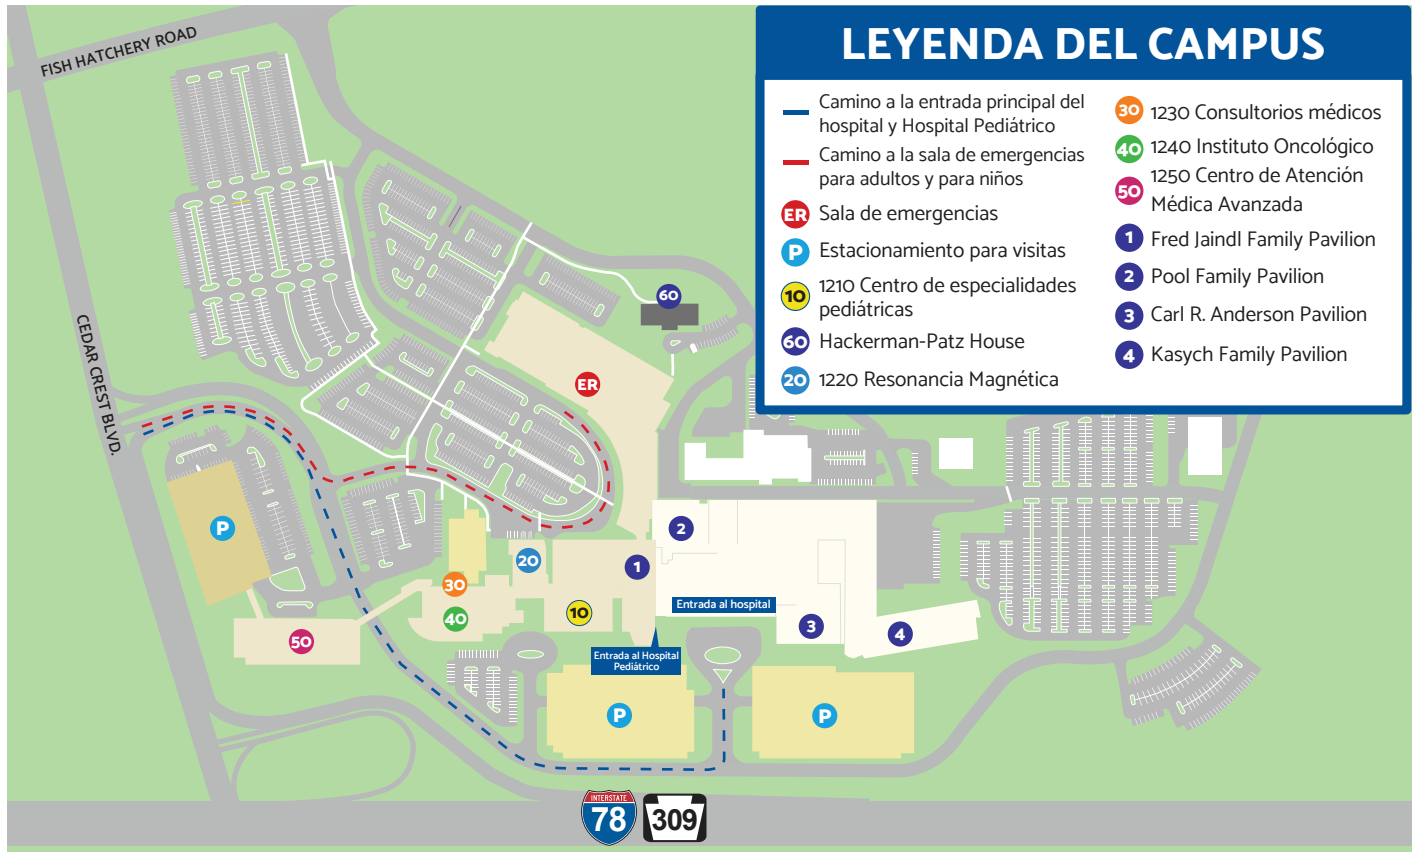 LEYENDA DEL CAMPUS
Camino a la entrada principal del
hospital y Hospital Pediátrico
Camino a la sala de emergencias
para adultos y para niños
ER Sala de emergencias
P Estacionamiento para visitas
10 1210 Centro de especialidades
pediátricas
60 Hackerman-Patz House
20 1220 Resonancia Magnética
30 1230 Consultorios médicos
40 1240 Instituto Oncológico
50 1250 Centro de Atención
Médica Avanzada
1 Fred Jaindl Family Pavilion
2 Pool Family Pavilion
3 Carl R. Anderson Pavilion
4 Kasych Family Pavilion
FISH HATCHERY ROAD
CEDAR CREST BLVD.
60
ER
P
2
20
1
30
10
40
50
3
4
Entrada al hospital
Entrada al Hospital
Pediátrico
P
P
INTERSTATE
78
309